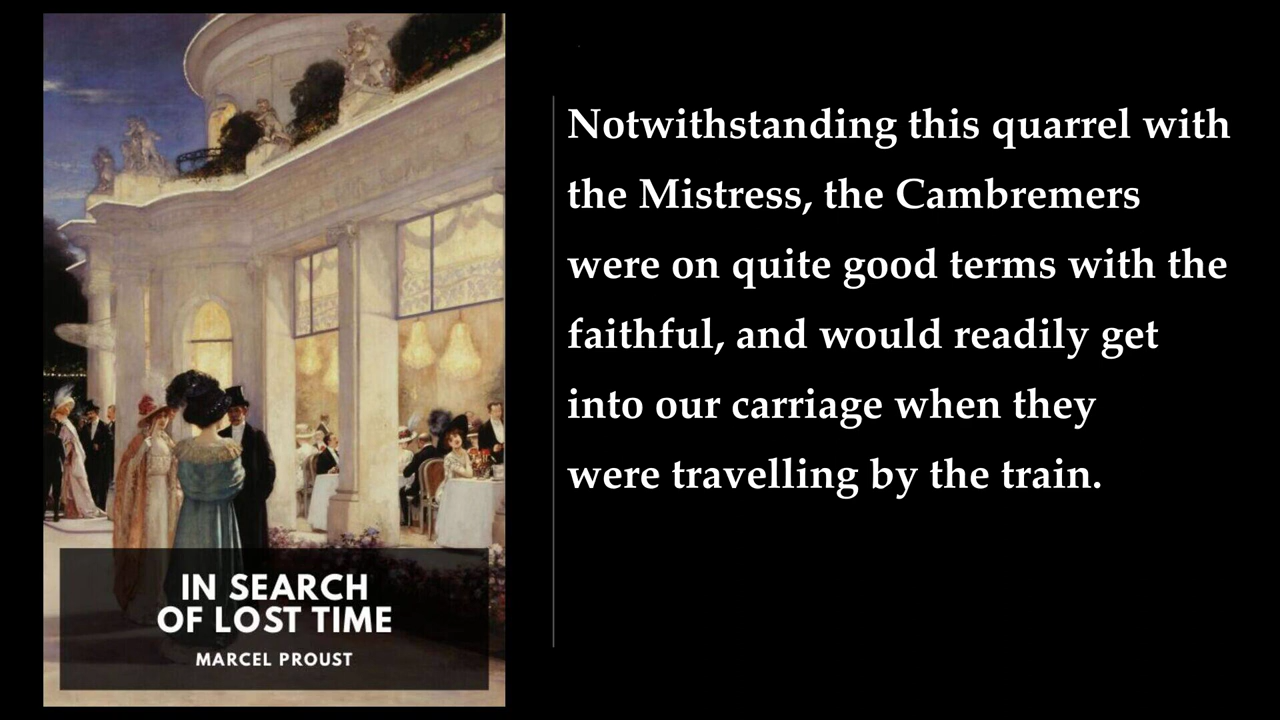 IN SEARCH
OF LOST TIME
MARCEL PROUST
Notwithstanding this quarrel with
the Mistress, the Cambremers
were on quite good terms with the
faithful, and would readily get
into our carriage when they
were travelling by the train.